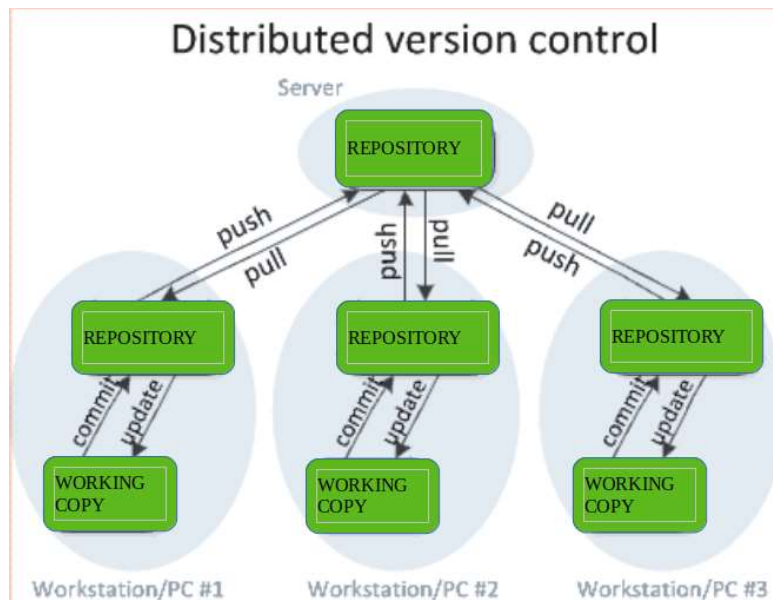 Distributed version control
Server
REPOSITORY
push
pull
push
pull
pull
push
REPOSITORY
REPOSITORY
REPOSITORY
commit
update
commit
update
commit
update
WORKING
COPY
WORKING
COPY
WORKING
COPY
Workstation/PC #1
Workstation/PC #2
Workstation/PC #3